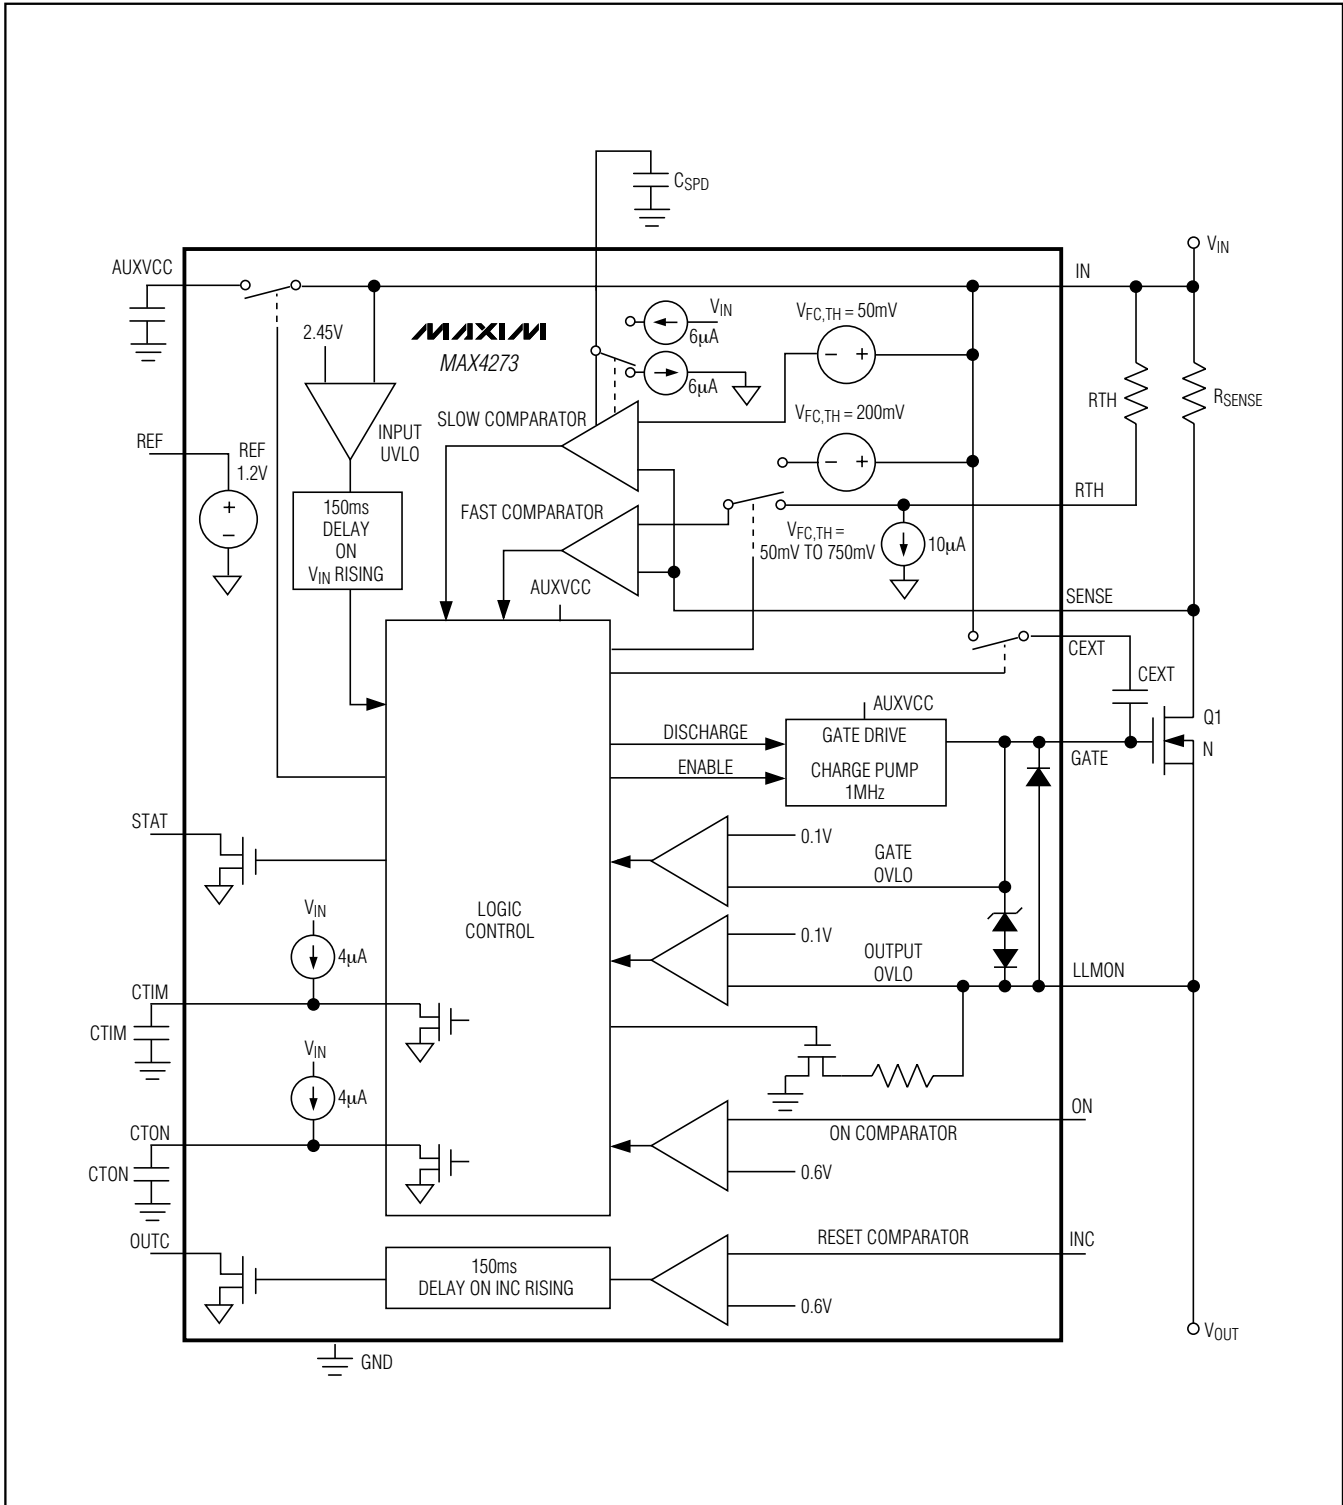 CSPD
VIN
AUXVCC
IN
VIN
6μA
VFC,TH = 50mV
2.45V
MAXIM
MAX4273
6μA
RTH
RSENSE
VFC,TH = 200mV
SLOW COMPARATOR
INPUT
UVLO
REF
REF
1.2V
+
−
− +
− +
RTH
150ms
DELAY
ON
VIN RISING
FAST COMPARATOR
VFC,TH =
50mV TO 750mV
10μA
AUXVCC
SENSE
CEXT
CEXT
AUXVCC
Q1
N
DISCHARGE
GATE DRIVE
CHARGE PUMP
1MHz
ENABLE
GATE
STAT
0.1V
GATE
OVLO
LOGIC
CONTROL
VIN
4μA
0.1V
OUTPUT
OVLO
LLMON
CTIM
CTIM
VIN
4μA
ON
ON COMPARATOR
CTON
CTON
0.6V
OUTC
RESET COMPARATOR
INC
150ms
DELAY ON INC RISING
0.6V
VOUT
GND